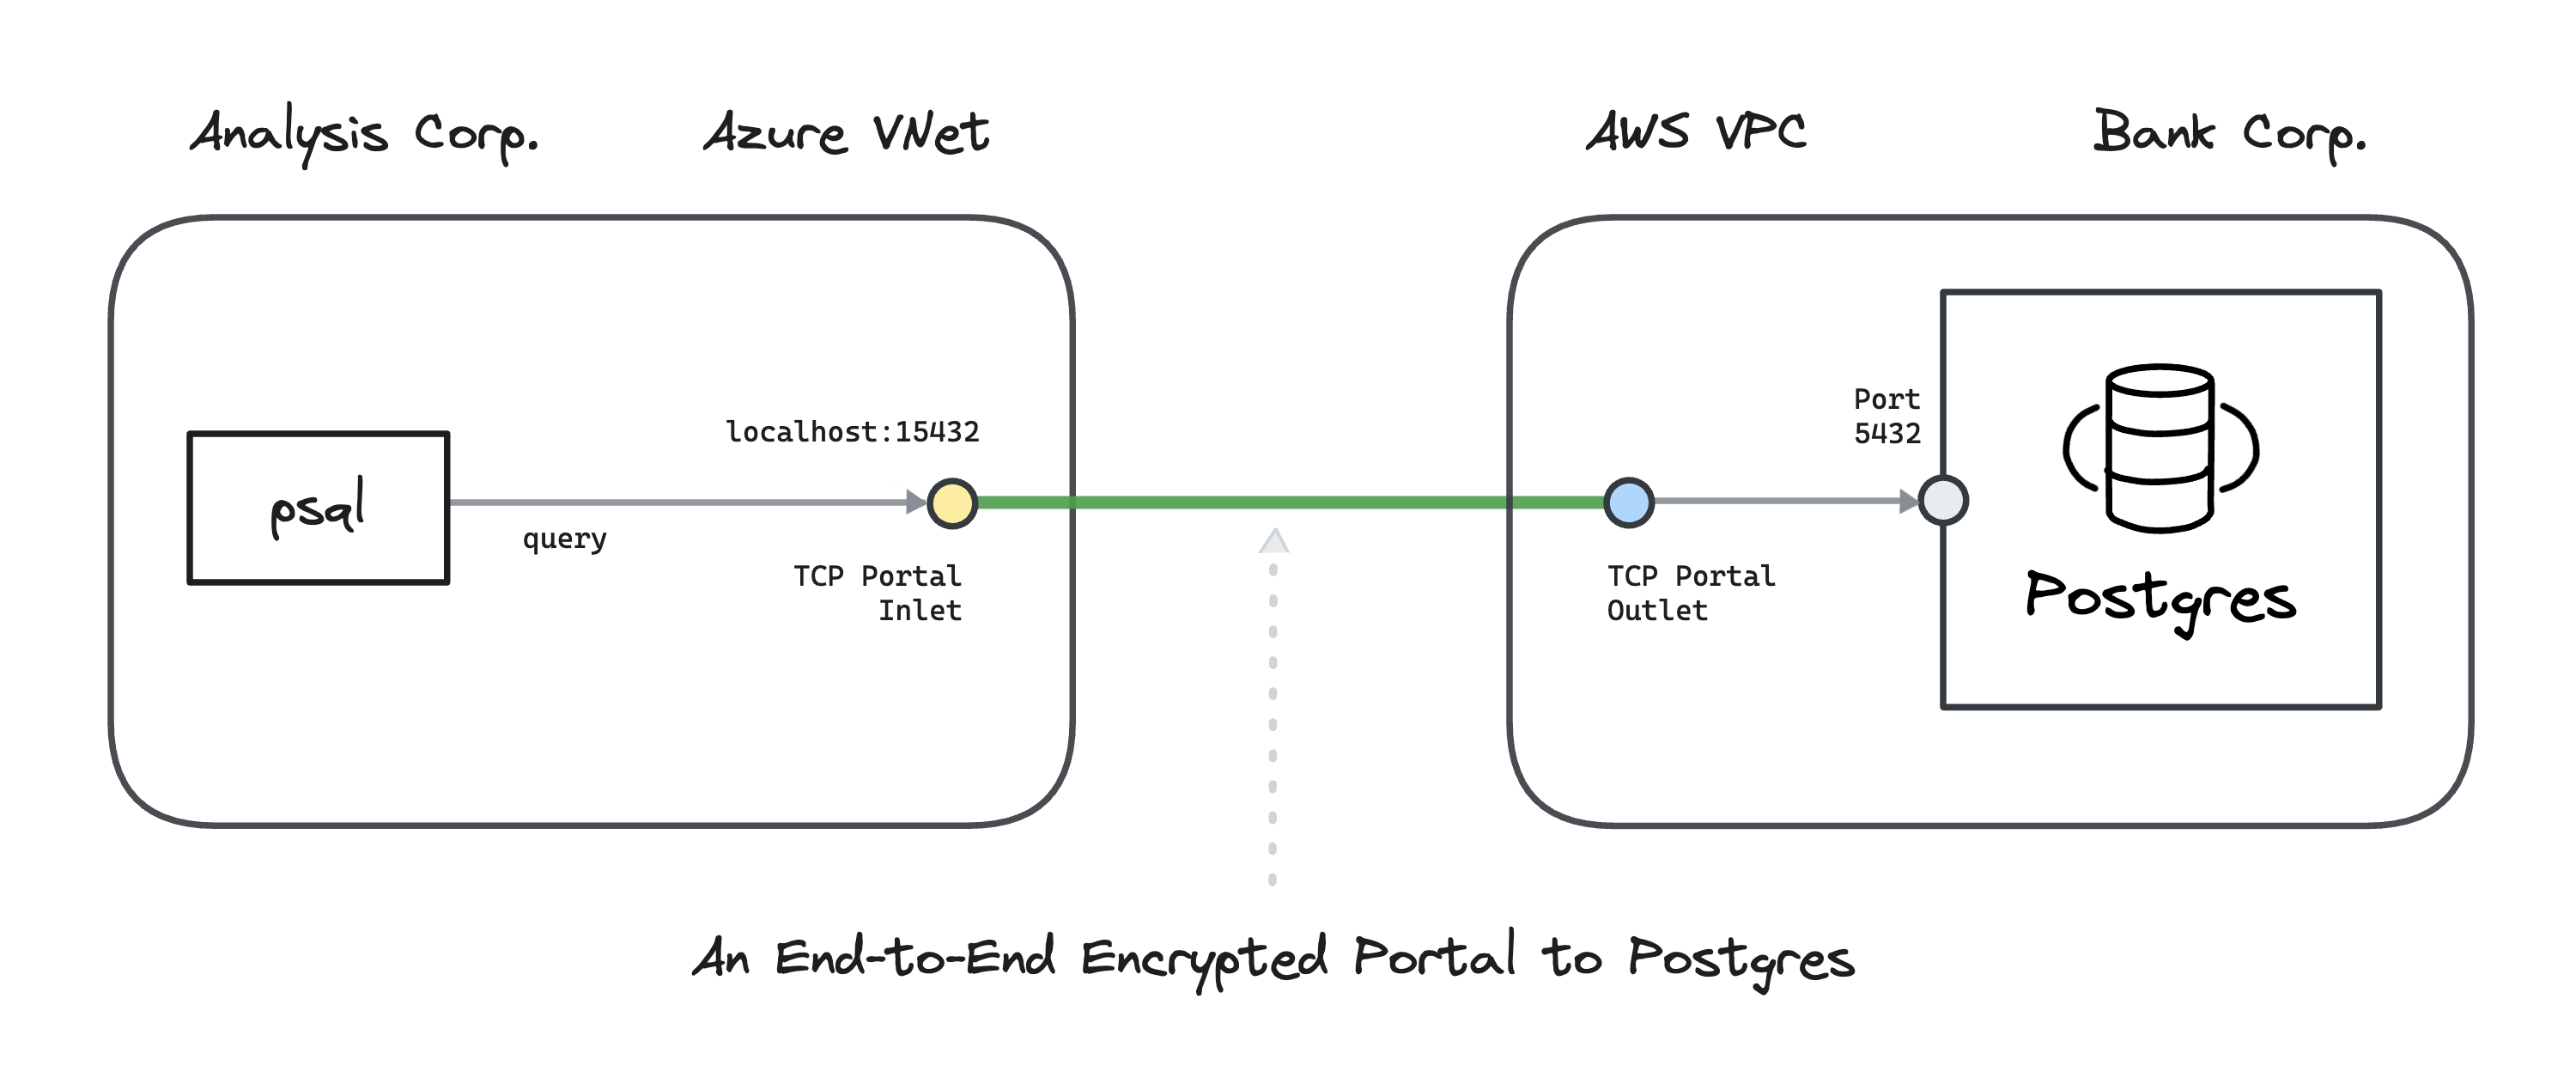 Analysis Corp.
Azure VNet
AWS VPC
Bank Corp.
localhost:15432
psql
query
TCP Portal
Inlet
TCP Portal
Outlet
Port
5432
Postgres
An End-to-End Encrypted Portal to Postgres